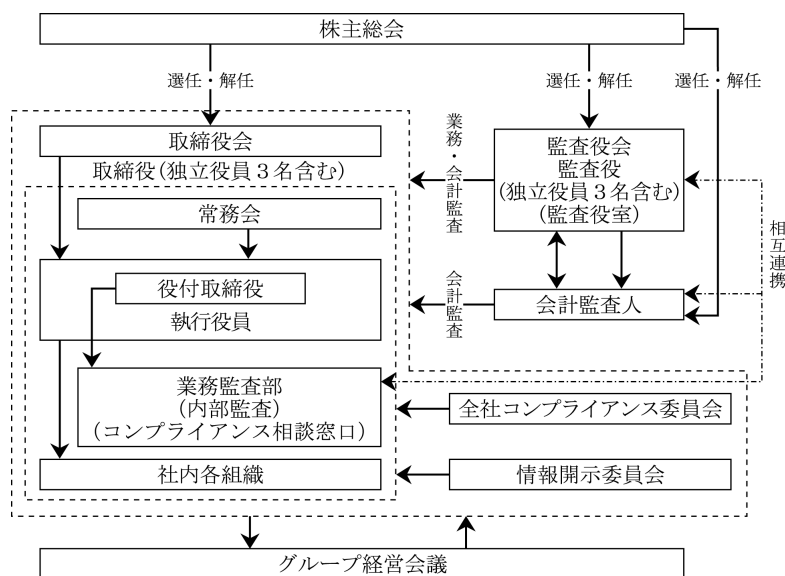 株主総会
選任・解任
選任・解任
選任・解任
取締役会
取締役(独立役員3名含む)
業務・会計監査
監査役会
監査役
(独立役員3名含む)
(監査役室)
常務会
相互連携
役付取締役
執行役員
会計監査
会計監査人
業務監査部
(内部監査)
(コンプライアンス相談窓口)
全社コンプライアンス委員会
社内各組織
情報開示委員会
グループ経営会議